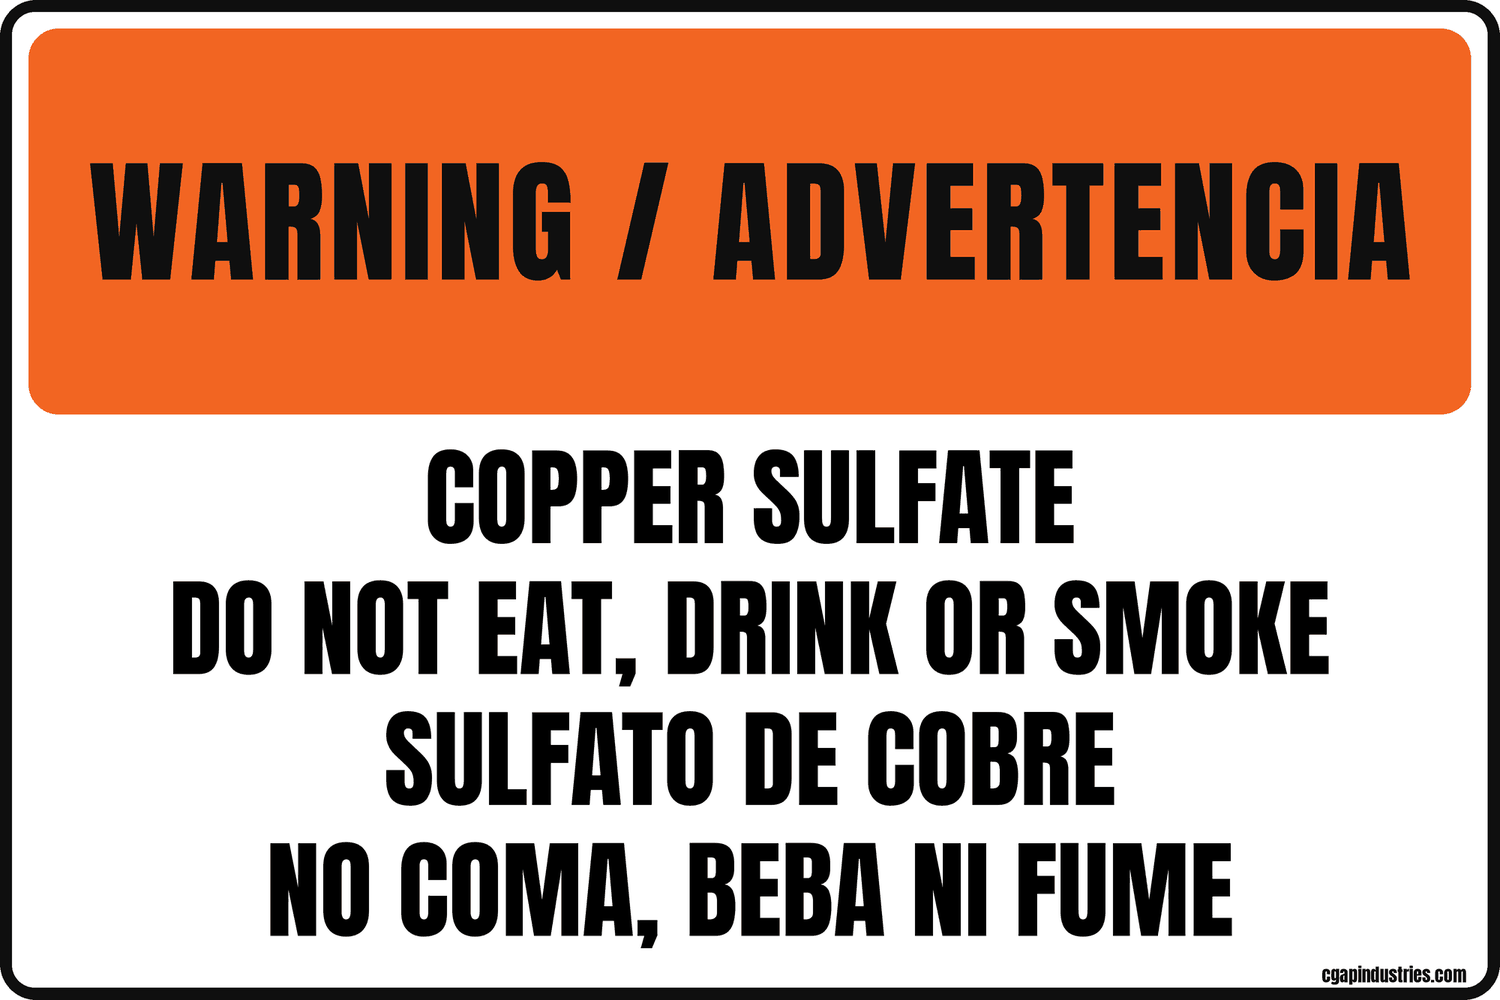 WARNING / ADVERTENCIA
COPPER SULFATE
DO NOT EAT, DRINK OR SMOKE
SULFATO DE COBRE
NO COMA, BEBA NI FUME
cgapindustries.com